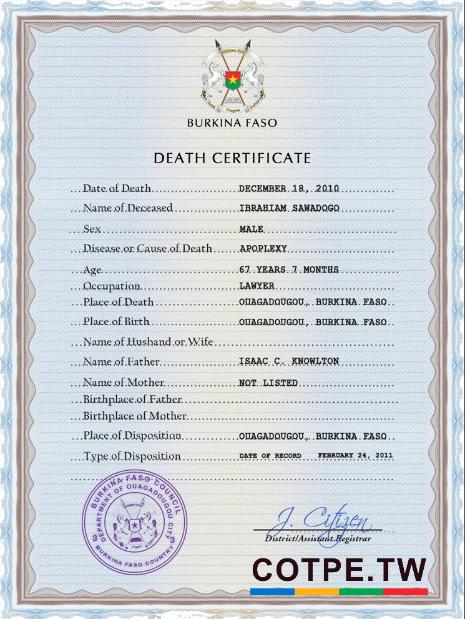 BURKINA FASO
DEATH CERTIFICATE
Date of Death DECEMBER 18, 2010
Name of Deceased IBRAHIAM SAWADOGO
Sex MALE
Disease or Cause of Death APOPLEXY
Age 67 YEARS 7 MONTHS
Occupation LAWYER
Place of Death OUAGADOUGOU, BURKINA FASO
Place of Birth OUAGADOUGOU, BURKINA FASO
Name of Husband or Wife
Name of Father ISAAC C. KNOWLTON
Name of Mother NOT LISTED
Birthplace of Father
Birthplace of Mother
Place of Disposition OUAGADOUGOU, BURKINA FASO
Type of Disposition DATE OF RECORD FEBRUARY 24, 2011
BURKINA FASO COUNCIL
DEPARTMENT OF OUAGADOUGOU CITY
BURKINA FASO COUNTRY
J. Citizen
District/Assistant Registrar
COTPE.TW